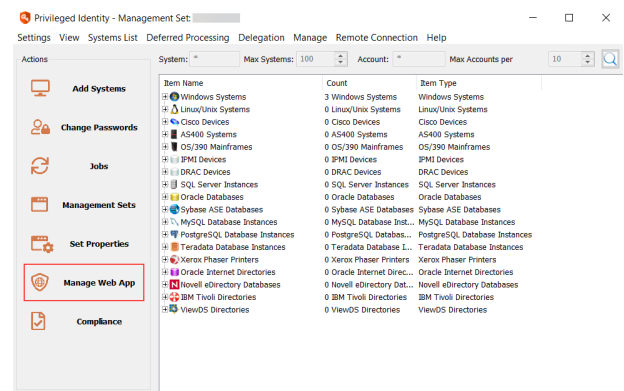 Privileged Identity - Management Set:
Settings View Systems List Deferred Processing Delegation Manage Remote Connection Help
Actions
System: * Max Systems: 100 Account: * Max Accounts per 10
Add Systems
Change Passwords
Jobs
Management Sets
Set Properties
Manage Web App
Compliance
Item Name Count Item Type
Windows Systems 3 Windows Systems Windows Systems
Linux/Unix Systems 0 Linux/Unix Systems Linux/Unix Systems
Cisco Devices 0 Cisco Devices Cisco Devices
AS400 Systems 0 AS400 Systems AS400 Systems
OS/390 Mainframes 0 OS/390 Mainframes OS/390 Mainframes
IPMI Devices 0 IPMI Devices IPMI Devices
DRAC Devices 0 DRAC Devices DRAC Devices
SQL Server Instances 0 SQL Server Instances SQL Server Instances
Oracle Databases 0 Oracle Databases Oracle Databases
Sybase ASE Databases 0 Sybase ASE Databases Sybase ASE Databases
MySQL Database Instances 0 MySQL Database Inst... MySQL Database Instances
PostgreSQL Database Instances 0 PostgreSQL Databas... PostgreSQL Database Instances
Teradata Database Instances 0 Teradata Database I... Teradata Database Instances
Xerox Phaser Printers 0 Xerox Phaser Printers Xerox Phaser Printers
Oracle Internet Directories 0 Oracle Internet Direc... Oracle Internet Directories
Novell eDirectory Databases 0 Novell eDirectory Dat... Novell eDirectory Databases
IBM Tivoli Directories 0 IBM Tivoli Directories IBM Tivoli Directories
ViewDS Directories 0 ViewDS Directories ViewDS Directories